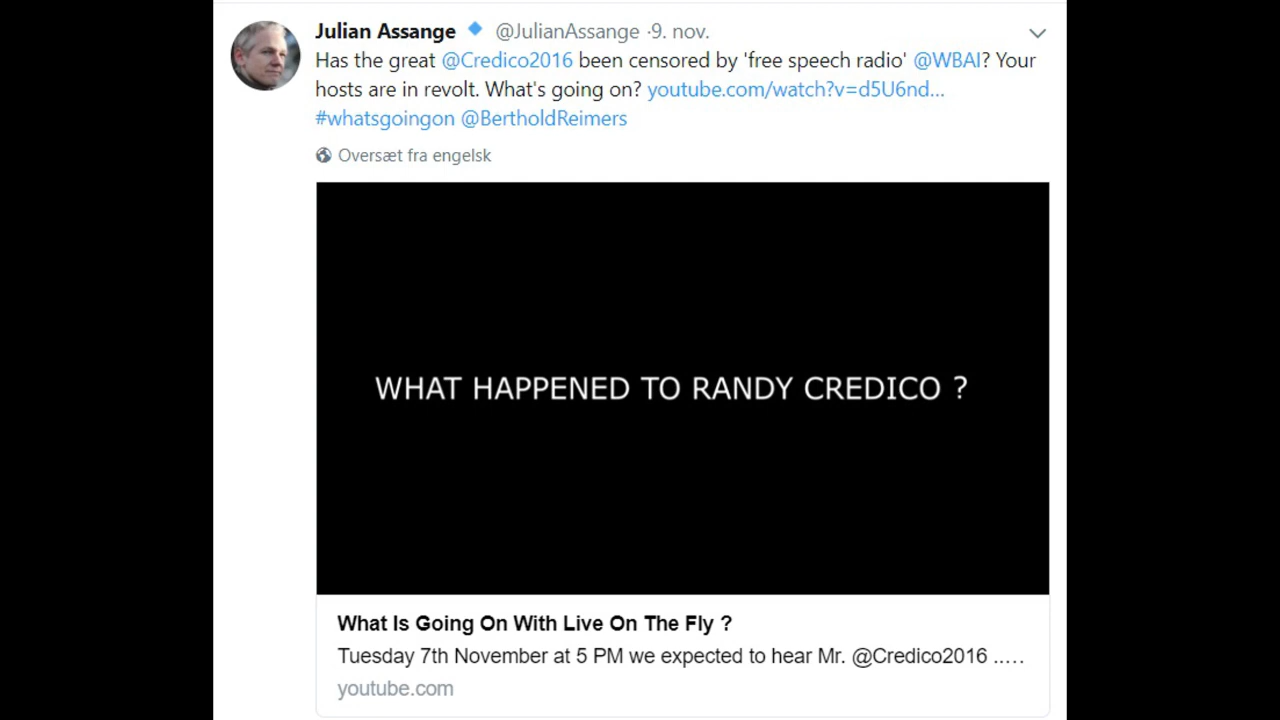 Julian Assange 🔷 @JulianAssange ·9. nov.
Has the great @Credico2016 been censored by 'free speech radio' @WBAI? Your
hosts are in revolt. What's going on? youtube.com/watch?v=d5U6nd...
#whatsgoingon @BertholdReimers
Oversæt fra engelsk
WHAT HAPPENED TO RANDY CREDICO ?
What Is Going On With Live On The Fly ?
Tuesday 7th November at 5 PM we expected to hear Mr. @Credico2016 .....
youtube.com